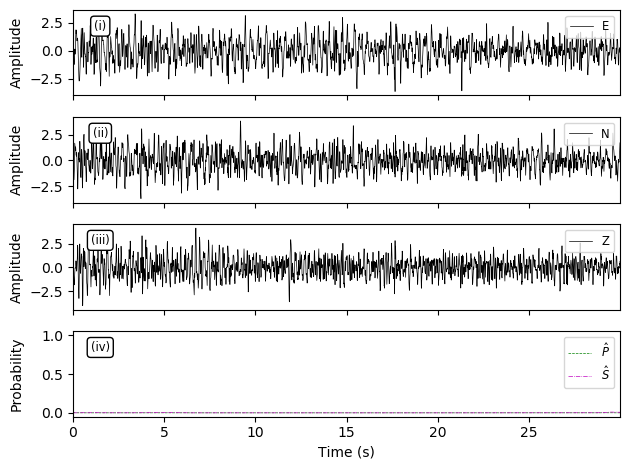 (i)
E
2.5
0.0
−2.5
Amplitude
(ii)
N
2.5
0.0
−2.5
Amplitude
(iii)
Z
2.5
0.0
−2.5
Amplitude
(iv)
P̂
Ŝ
1.0
0.5
0.0
Probability
0 5 10 15 20 25
Time (s)